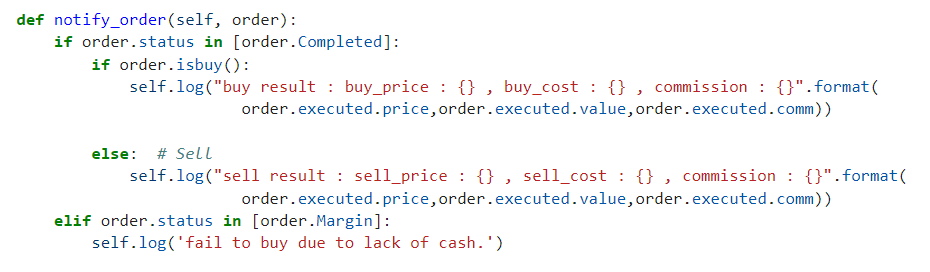 def notify_order(self, order):
    if order.status in [order.Completed]:
        if order.isbuy():
            self.log("buy result : buy_price : {} , buy_cost : {} , commission : {}".format(
                        order.executed.price,order.executed.value,order.executed.comm))

        else:  # Sell
            self.log("sell result : sell_price : {} , sell_cost : {} , commission : {}".format(
                        order.executed.price,order.executed.value,order.executed.comm))
    elif order.status in [order.Margin]:
        self.log('fail to buy due to lack of cash.')